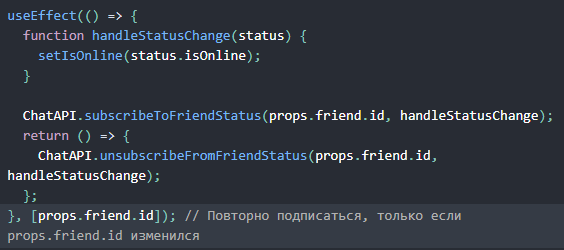 useEffect(() => {
  function handleStatusChange(status) {
    setIsOnline(status.isOnline);
  }

  ChatAPI.subscribeToFriendStatus(props.friend.id, handleStatusChange);
  return () => {
    ChatAPI.unsubscribeFromFriendStatus(props.friend.id,
handleStatusChange);
  };
}, [props.friend.id]); // Повторно подписаться, только если
props.friend.id изменился